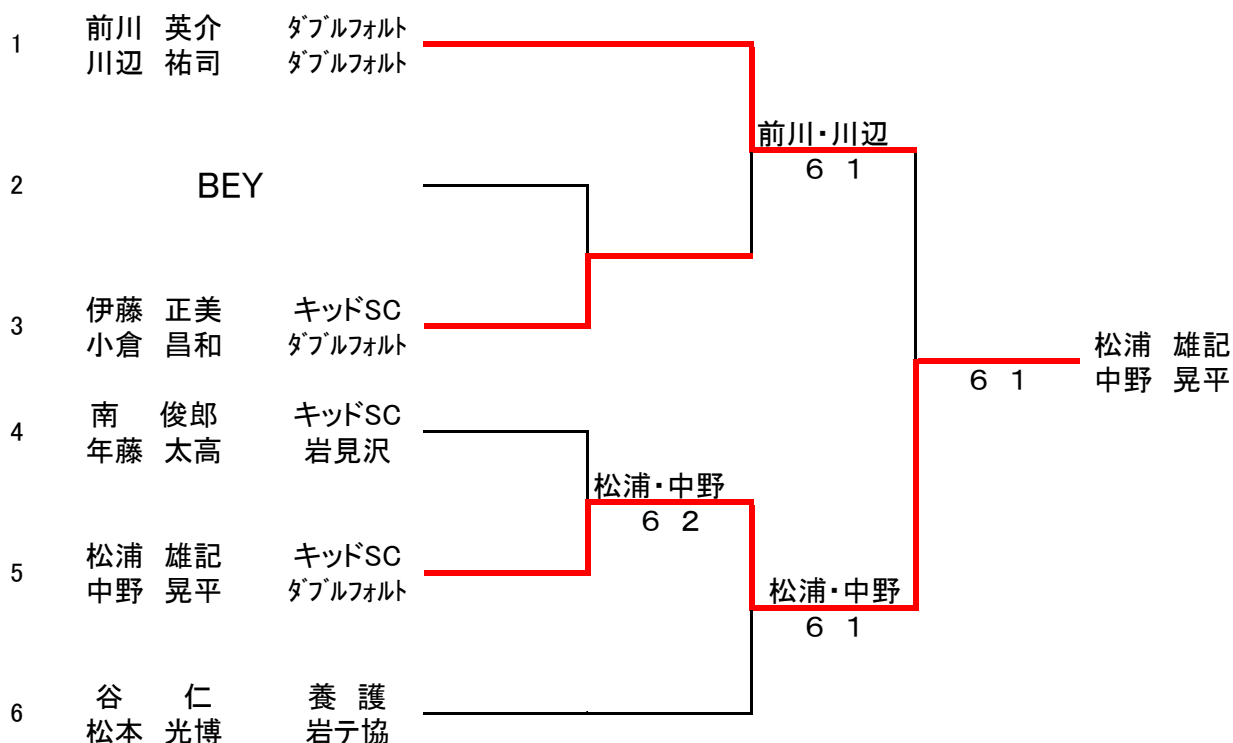 1 前川 英介 ダブルフォルト
川辺 祐司 ダブルフォルト
前川・川辺
6 1
2 BEY
3 伊藤 正美 キッドSC
小倉 昌和 ダブルフォルト
松浦 雄記
中野 晃平
6 1
4 南 俊郎 キッドSC
年藤 太高 岩見沢
松浦・中野
6 2
5 松浦 雄記 キッドSC
中野 晃平 ダブルフォルト
松浦・中野
6 1
6 谷 仁 養 護
松本 光博 岩テ協